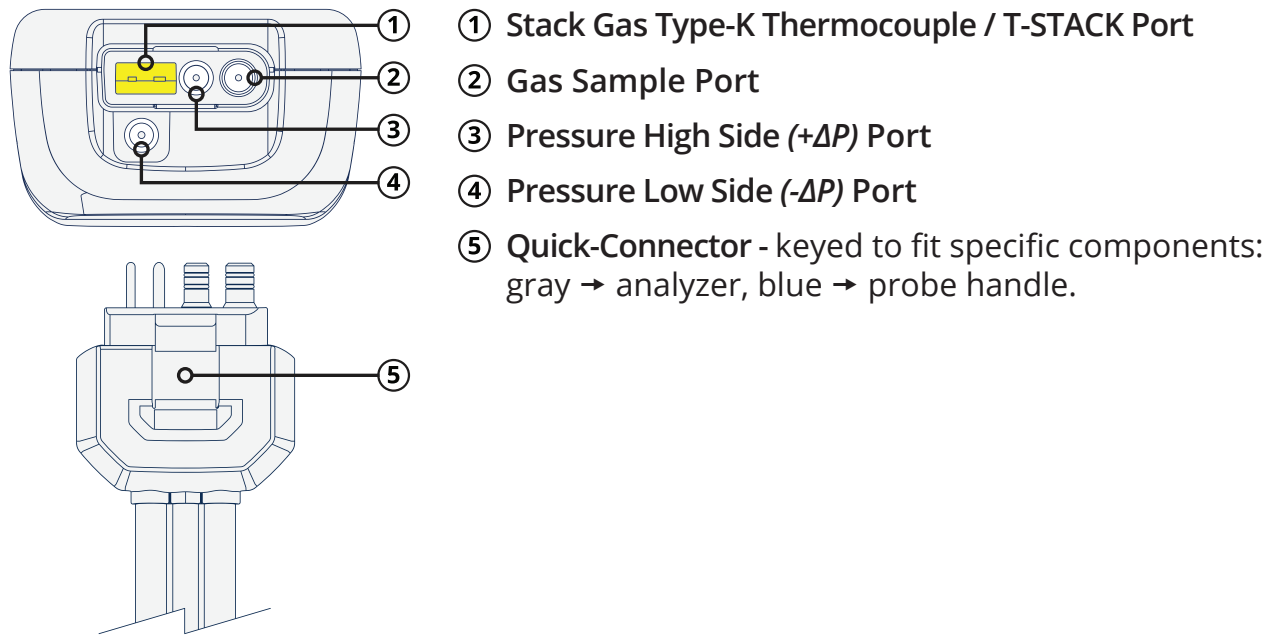 ① Stack Gas Type-K Thermocouple / T-STACK Port
② Gas Sample Port
③ Pressure High Side (+ΔP) Port
④ Pressure Low Side (-ΔP) Port
⑤ Quick-Connector - keyed to fit specific components:
gray → analyzer, blue → probe handle.
①
②
③
④
⑤